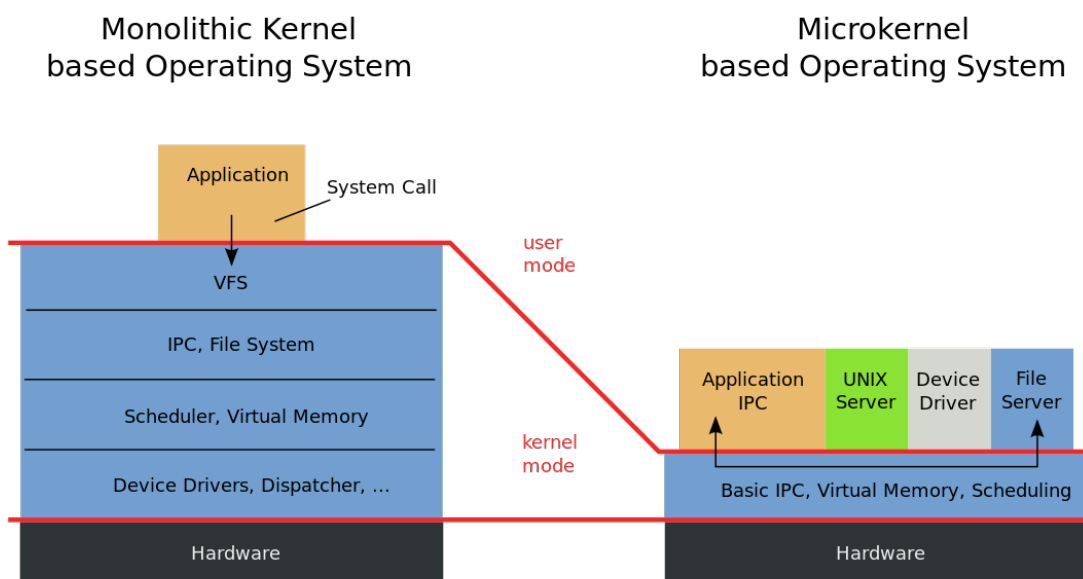 Monolithic Kernel
based Operating System
Application
System Call
VFS
IPC, File System
Scheduler, Virtual Memory
Device Drivers, Dispatcher, ...
Hardware
user
mode
kernel
mode
Microkernel
based Operating System
Application
IPC
UNIX
Server
Device
Driver
File
Server
Basic IPC, Virtual Memory, Scheduling
Hardware